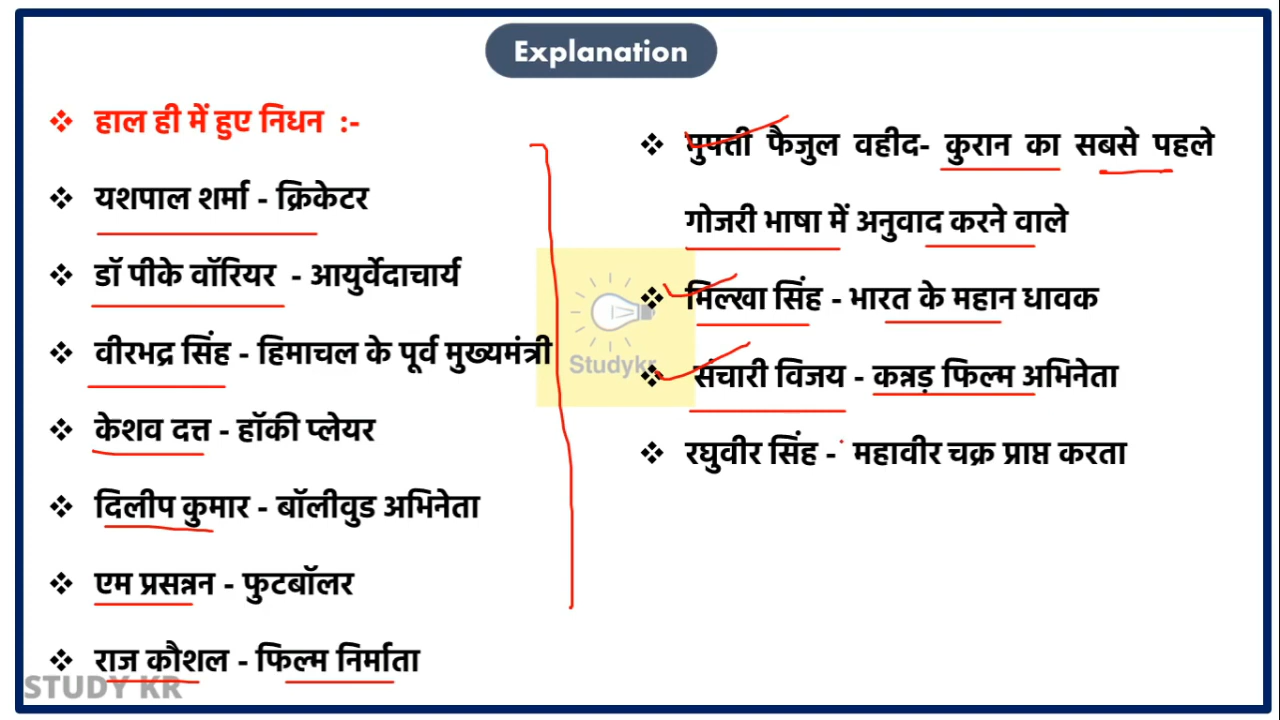 Explanation
❖ हाल ही में हुए निधन :-
❖ यशपाल शर्मा - क्रिकेटर
❖ डॉ पीके वॉरियर - आयुर्वेदाचार्य
❖ वीरभद्र सिंह - हिमाचल के पूर्व मुख्यमंत्री
❖ केशव दत्त - हॉकी प्लेयर
❖ दिलीप कुमार - बॉलीवुड अभिनेता
❖ एम प्रसन्नन - फुटबॉलर
❖ राज कौशल - फिल्म निर्माता
❖ मुफ्ती फैजुल वहीद- कुरान का सबसे पहले
गोजरी भाषा में अनुवाद करने वाले
❖ मिल्खा सिंह - भारत के महान धावक
❖ संचारी विजय - कन्नड़ फिल्म अभिनेता
❖ रघुवीर सिंह - महावीर चक्र प्राप्त करता
Studykr
STUDY KR